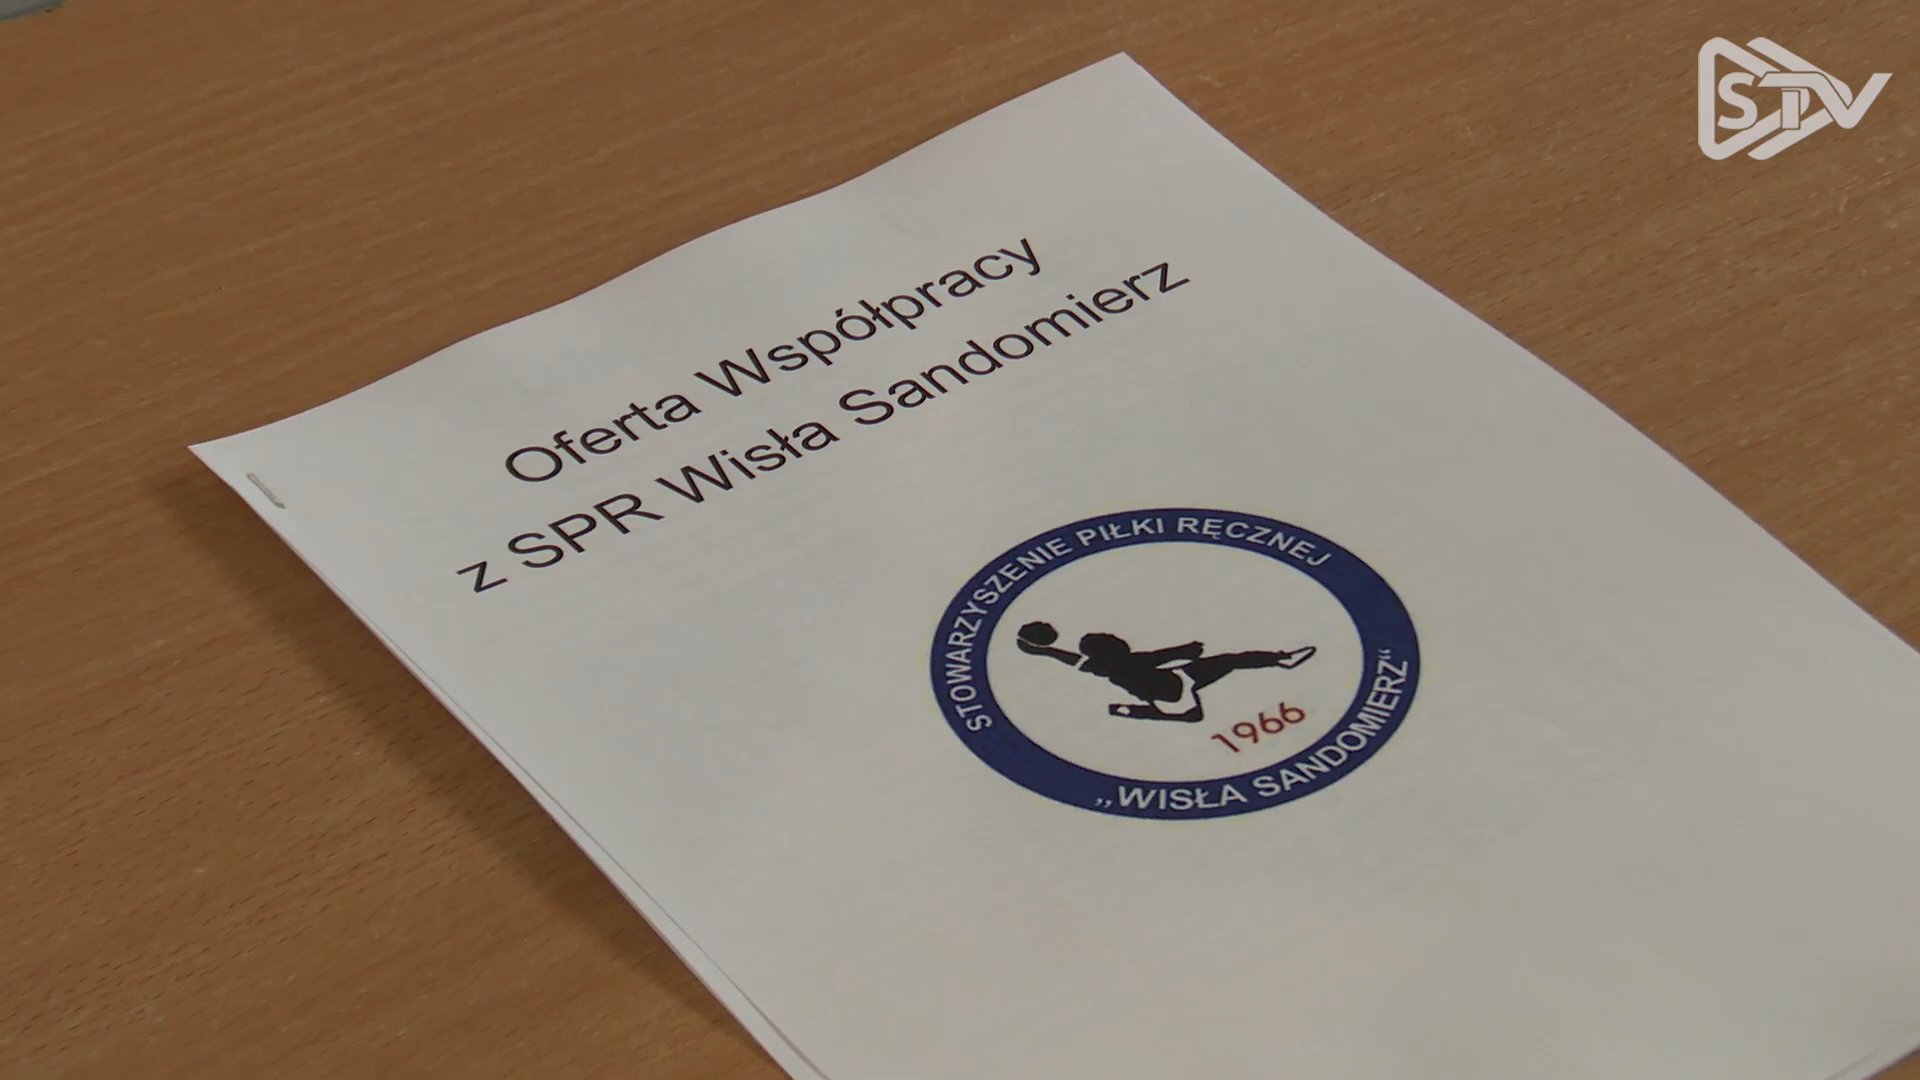 STV
Oferta Współpracy
z SPR Wisła Sandomierz
STOWARZYSZENIE PIŁKI RĘCZNEJ
1966
„WISŁA SANDOMIERZ“